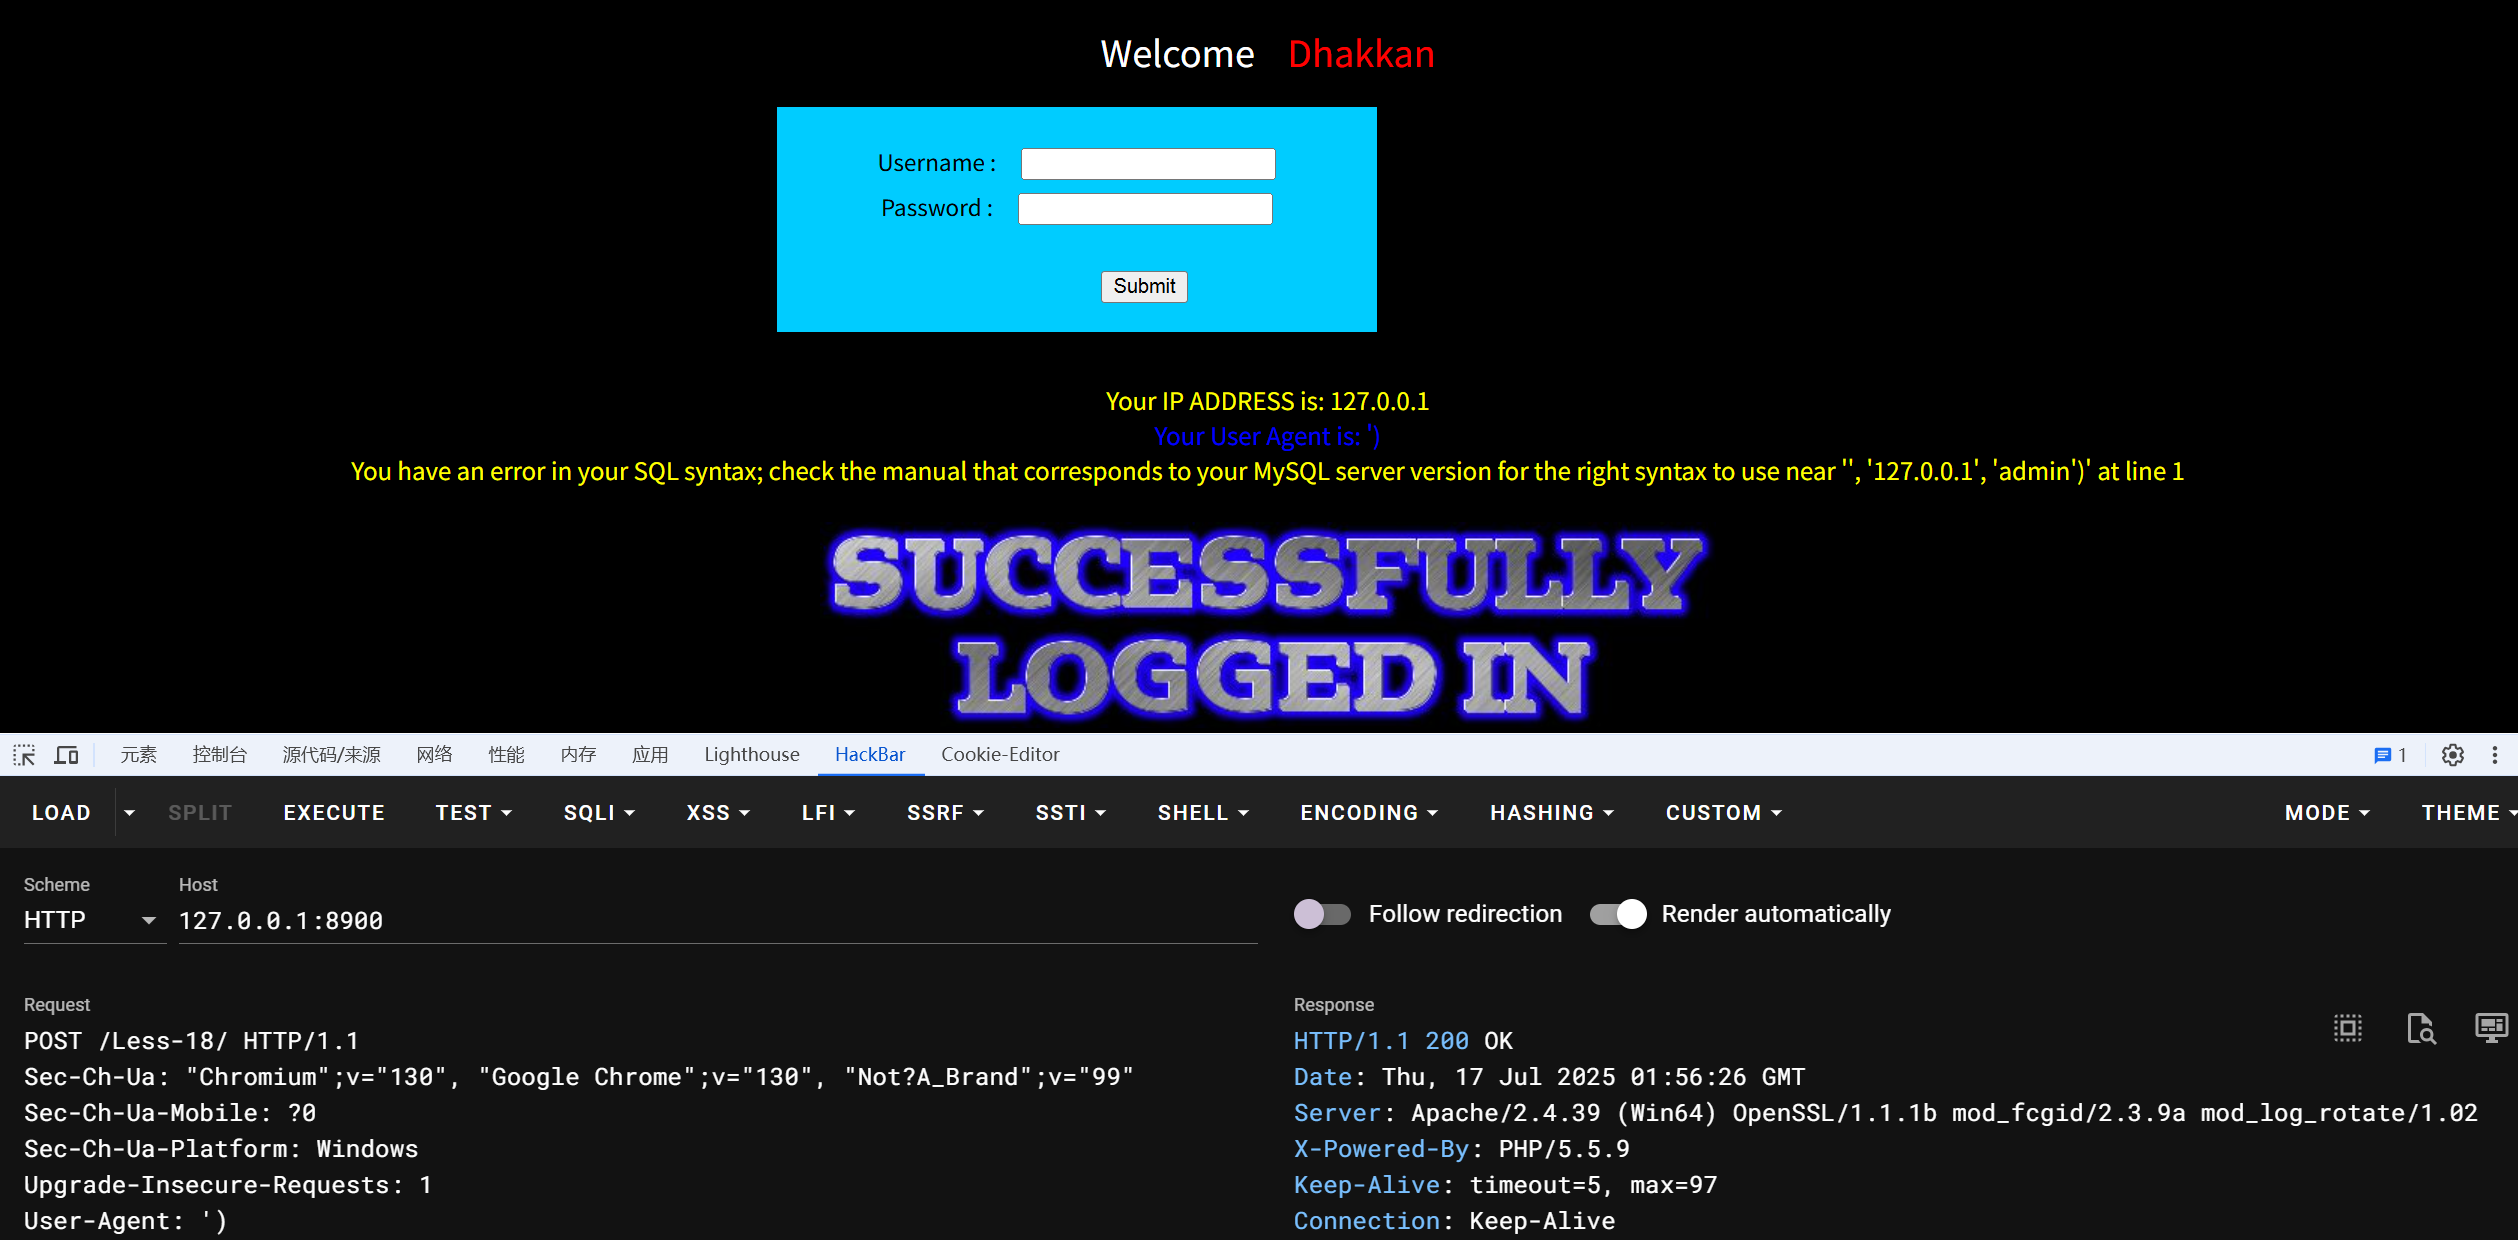 Welcome Dhakkan
Username :
Password :
Submit
Your IP ADDRESS is: 127.0.0.1
Your User Agent is: ')
You have an error in your SQL syntax; check the manual that corresponds to your MySQL server version for the right syntax to use near '', '127.0.0.1', 'admin')' at line 1
SUCCESSFULLY
LOGGED IN
元素 控制台 源代码/来源 网络 性能 内存 应用 Lighthouse HackBar Cookie-Editor 1
LOAD SPLIT EXECUTE TEST SQLI XSS LFI SSRF SSTI SHELL ENCODING HASHING CUSTOM MODE THEME
Scheme Host
HTTP 127.0.0.1:8900 Follow redirection Render automatically
Request
POST /Less-18/ HTTP/1.1
Sec-Ch-Ua: "Chromium";v="130", "Google Chrome";v="130", "Not?A_Brand";v="99"
Sec-Ch-Ua-Mobile: ?0
Sec-Ch-Ua-Platform: Windows
Upgrade-Insecure-Requests: 1
User-Agent: ')
Response
HTTP/1.1 200 OK
Date: Thu, 17 Jul 2025 01:56:26 GMT
Server: Apache/2.4.39 (Win64) OpenSSL/1.1.1b mod_fcgid/2.3.9a mod_log_rotate/1.02
X-Powered-By: PHP/5.5.9
Keep-Alive: timeout=5, max=97
Connection: Keep-Alive